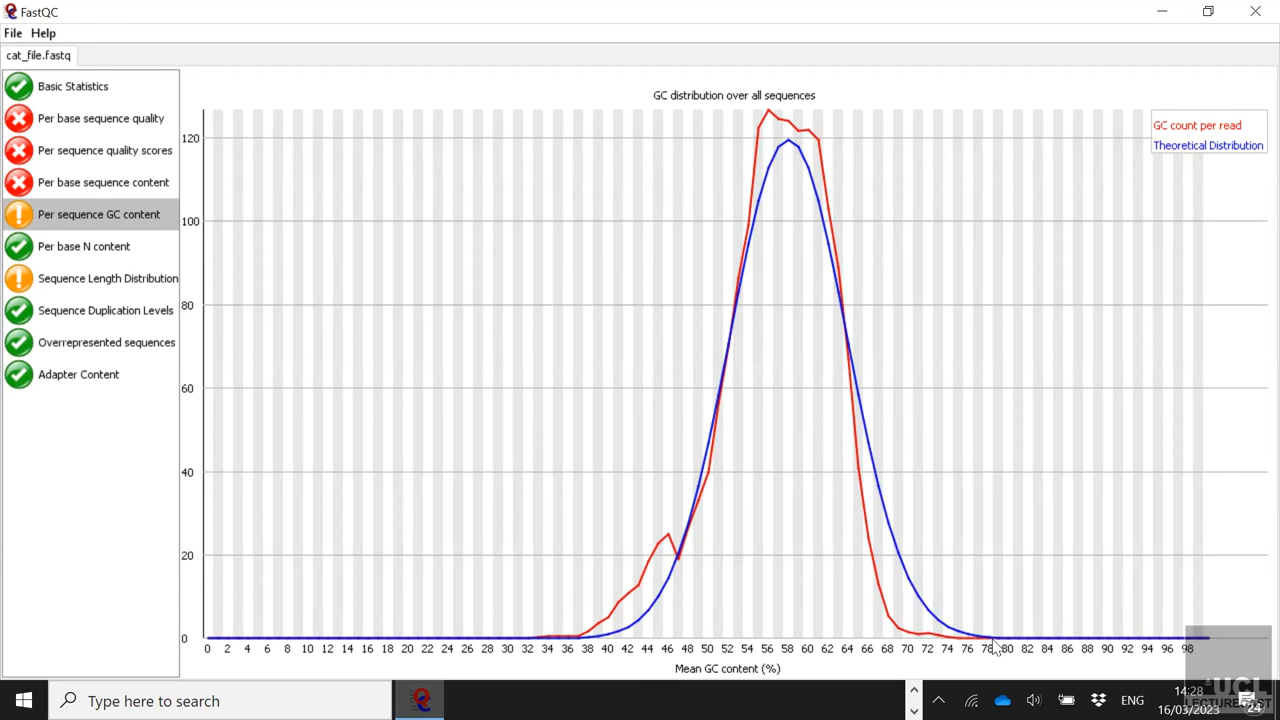 FastQC
File Help
cat_file.fastq
Basic Statistics
Per base sequence quality
Per sequence quality scores
Per base sequence content
Per sequence GC content
Per base N content
Sequence Length Distribution
Sequence Duplication Levels
Overrepresented sequences
Adapter Content
GC distribution over all sequences
GC count per read
Theoretical Distribution
120
100
80
60
40
20
0
0 2 4 6 8 10 12 14 16 18 20 22 24 26 28 30 32 34 36 38 40 42 44 46 48 50 52 54 56 58 60 62 64 66 68 70 72 74 76 78 80 82 84 86 88 90 92 94 96 98
Mean GC content (%)
UCL
LECTURECAST
Type here to search
ENG
14:28
16/03/2023
24